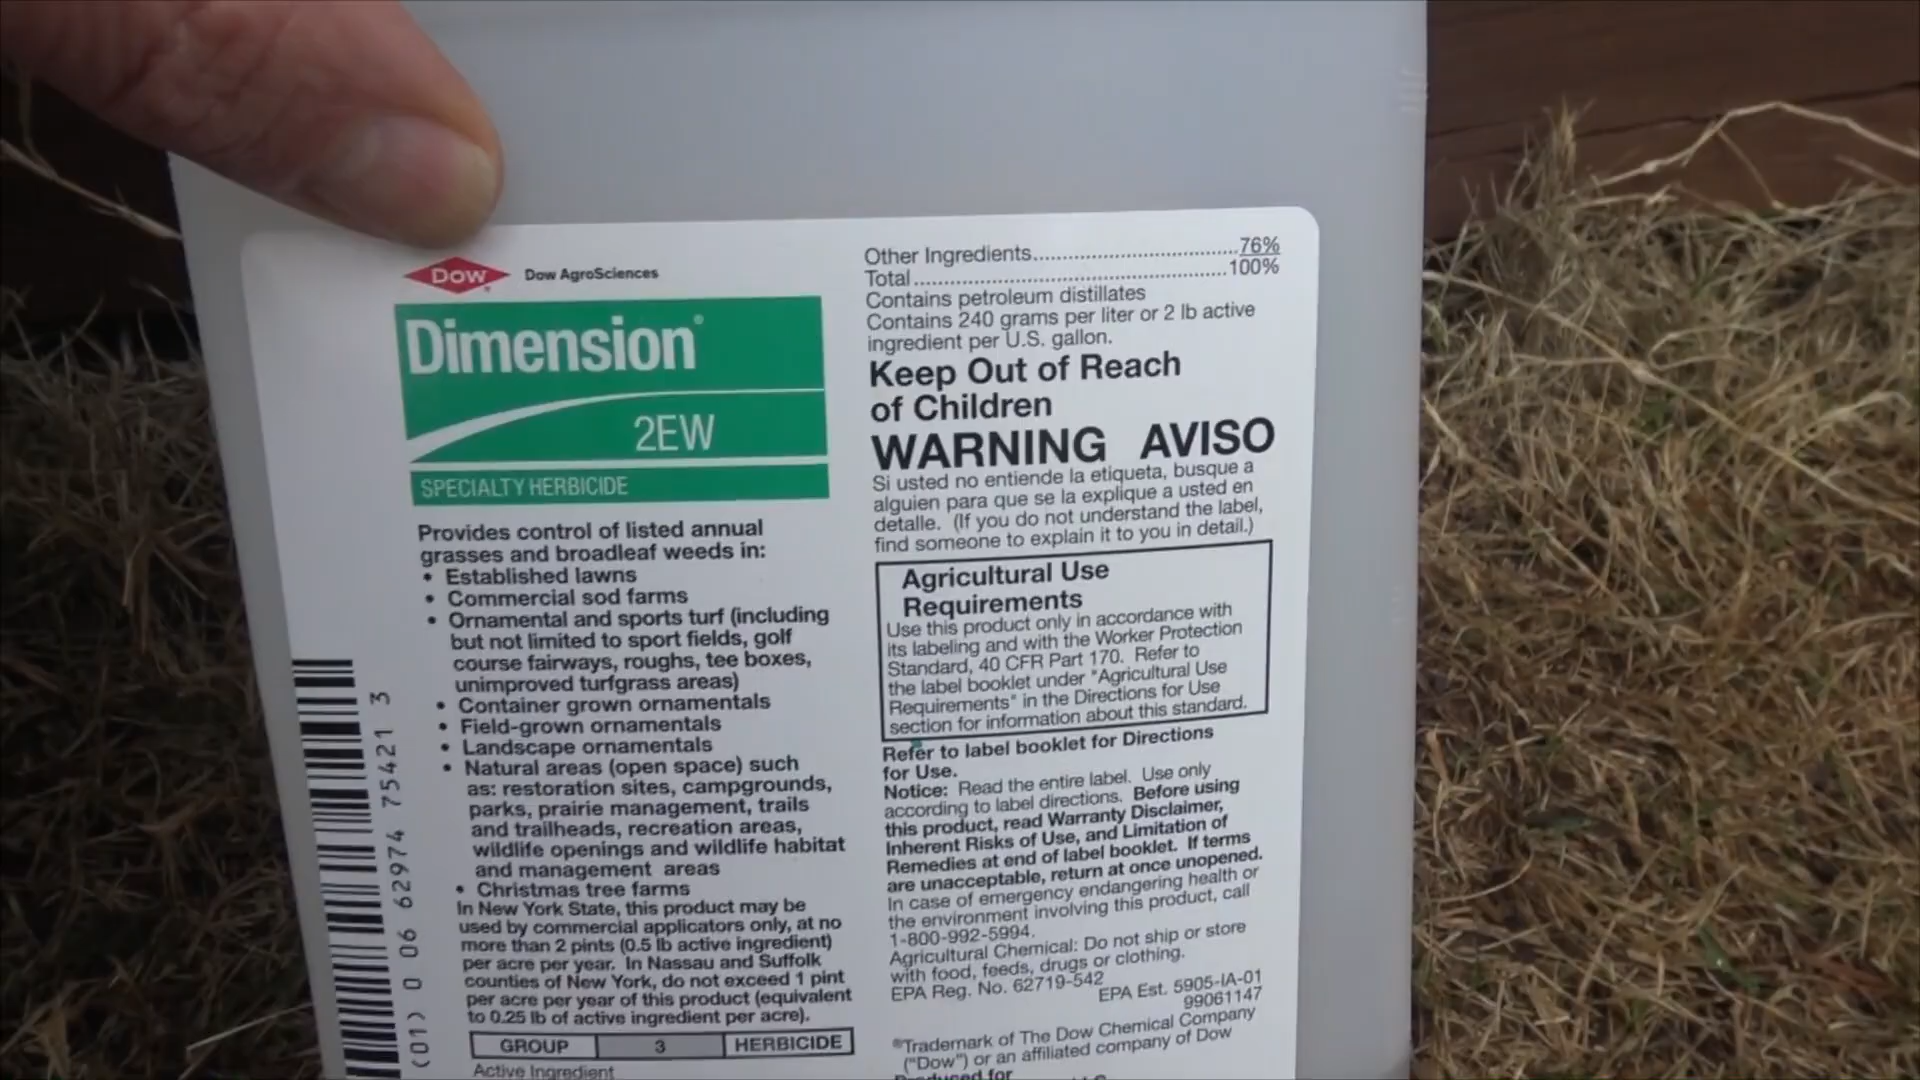 DOW
Dow AgroSciences
Dimension®
2EW
SPECIALTY HERBICIDE
Provides control of listed annual
grasses and broadleaf weeds in:
• Established lawns
• Commercial sod farms
• Ornamental and sports turf (including
but not limited to sport fields, golf
course fairways, roughs, tee boxes,
unimproved turfgrass areas)
• Container grown ornamentals
• Field-grown ornamentals
• Landscape ornamentals
• Natural areas (open space) such
as: restoration sites, campgrounds,
parks, prairie management, trails
and trailheads, recreation areas,
wildlife openings and wildlife habitat
and management areas
• Christmas tree farms
In New York State, this product may be
used by commercial applicators only, at no
more than 2 pints (0.5 lb active ingredient)
per acre per year. In Nassau and Suffolk
counties of New York, do not exceed 1 pint
per acre per year of this product (equivalent
to 0.25 lb of active ingredient per acre).
GROUP 3 HERBICIDE
Active Ingredient
(01) 0 06 62974 75421 3
Other Ingredients..............................76%
Total..............................................100%
Contains petroleum distillates
Contains 240 grams per liter or 2 lb active
ingredient per U.S. gallon.
Keep Out of Reach
of Children
WARNING AVISO
Si usted no entiende la etiqueta, busque a
alguien para que se la explique a usted en
detalle. (If you do not understand the label,
find someone to explain it to you in detail.)
Agricultural Use
Requirements
Use this product only in accordance with
its labeling and with the Worker Protection
Standard, 40 CFR Part 170. Refer to
the label booklet under "Agricultural Use
Requirements" in the Directions for Use
section for information about this standard.
Refer to label booklet for Directions
for Use.
Notice: Read the entire label. Use only
according to label directions. Before using
this product, read Warranty Disclaimer,
Inherent Risks of Use, and Limitation of
Remedies at end of label booklet. If terms
are unacceptable, return at once unopened.
In case of emergency endangering health or
the environment involving this product, call
1-800-992-5994.
Agricultural Chemical: Do not ship or store
with food, feeds, drugs or clothing.
EPA Reg. No. 62719-542
EPA Est. 5905-IA-01
99061147
®Trademark of The Dow Chemical Company
("Dow") or an affiliated company of Dow
Produced for